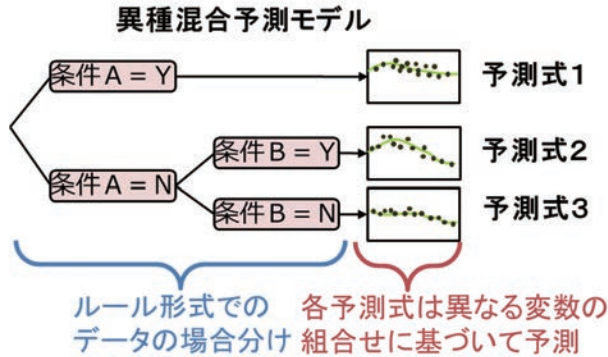 異種混合予測モデル
条件A=Y
予測式1
条件B=Y
予測式2
条件A=N
条件B=N
予測式3
ルール形式での
データの場合分け
各予測式は異なる変数の
組合せに基づいて予測